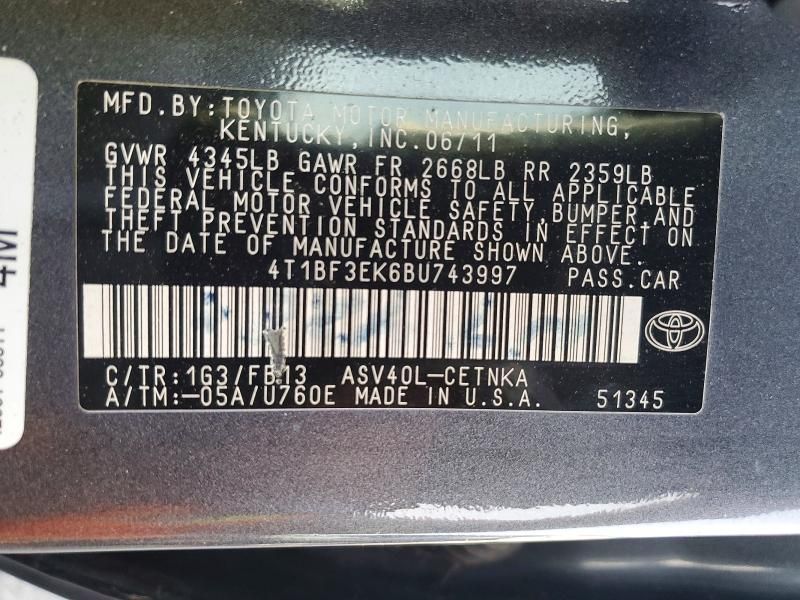 MFD.BY:TOYOTA MOTOR MANUFACTURING,
KENTUCKY,INC.06/11
GVWR 4345LB GAWR FR 2668LB RR 2359LB
THIS VEHICLE CONFORMS TO ALL APPLICABLE
FEDERAL MOTOR VEHICLE SAFETY,BUMPER,AND
THEFT PREVENTION STANDARDS IN EFFECT ON
THE DATE OF MANUFACTURE SHOWN ABOVE.
4T1BF3EK6BU743997 PASS.CAR
C/TR:1G3/FB13 ASV40L-CETNKA
A/TM:-05A/U760E MADE IN U.S.A. 51345
4M